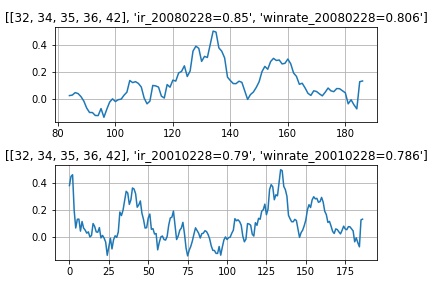 [[32, 34, 35, 36, 42], 'ir_20080228=0.85', 'winrate_20080228=0.806']
0.4
0.2
0.0
80 100 120 140 160 180
[[32, 34, 35, 36, 42], 'ir_20010228=0.79', 'winrate_20010228=0.786']
0.4
0.2
0.0
0 25 50 75 100 125 150 175